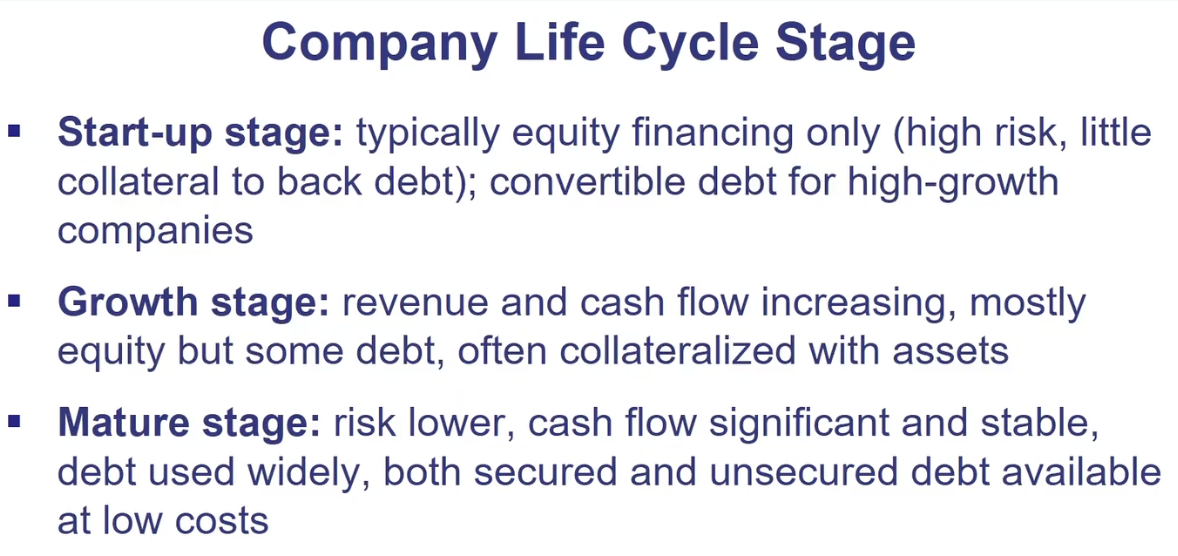 Company Life Cycle Stage
▪ Start-up stage: typically equity financing only (high risk, little
collateral to back debt); convertible debt for high-growth
companies
▪ Growth stage: revenue and cash flow increasing, mostly
equity but some debt, often collateralized with assets
▪ Mature stage: risk lower, cash flow significant and stable,
debt used widely, both secured and unsecured debt available
at low costs